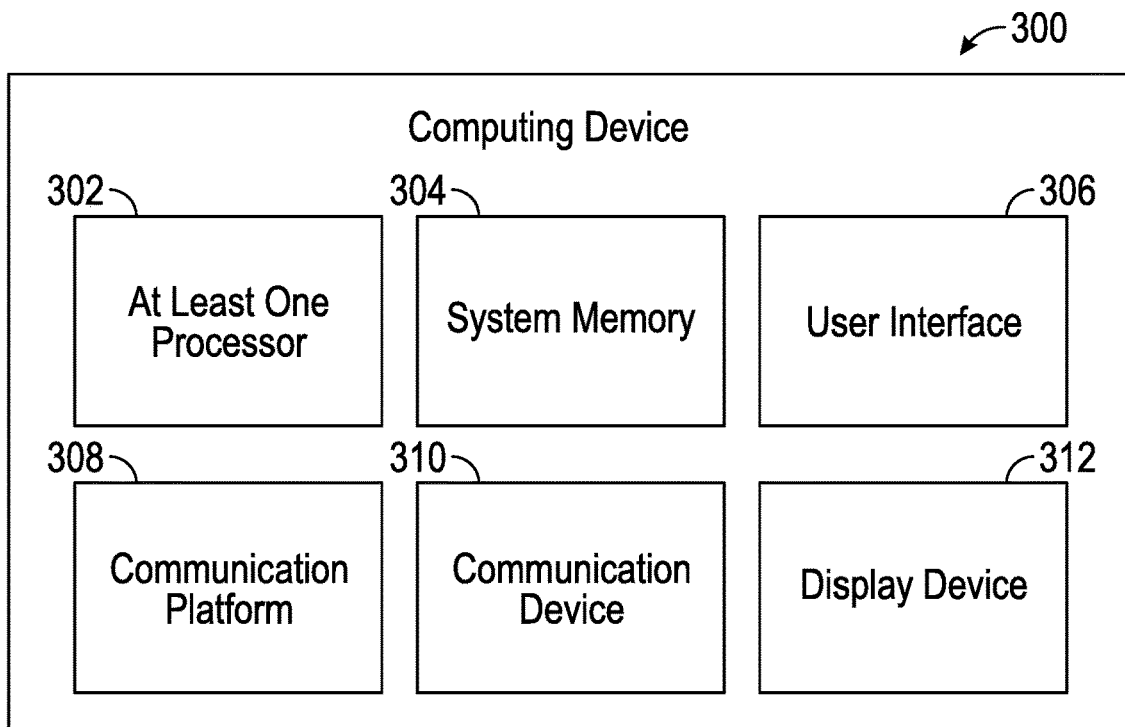 300
Computing Device
302
304
306
At Least One
Processor
System Memory
User Interface
308
310
312
Communication
Platform
Communication
Device
Display Device